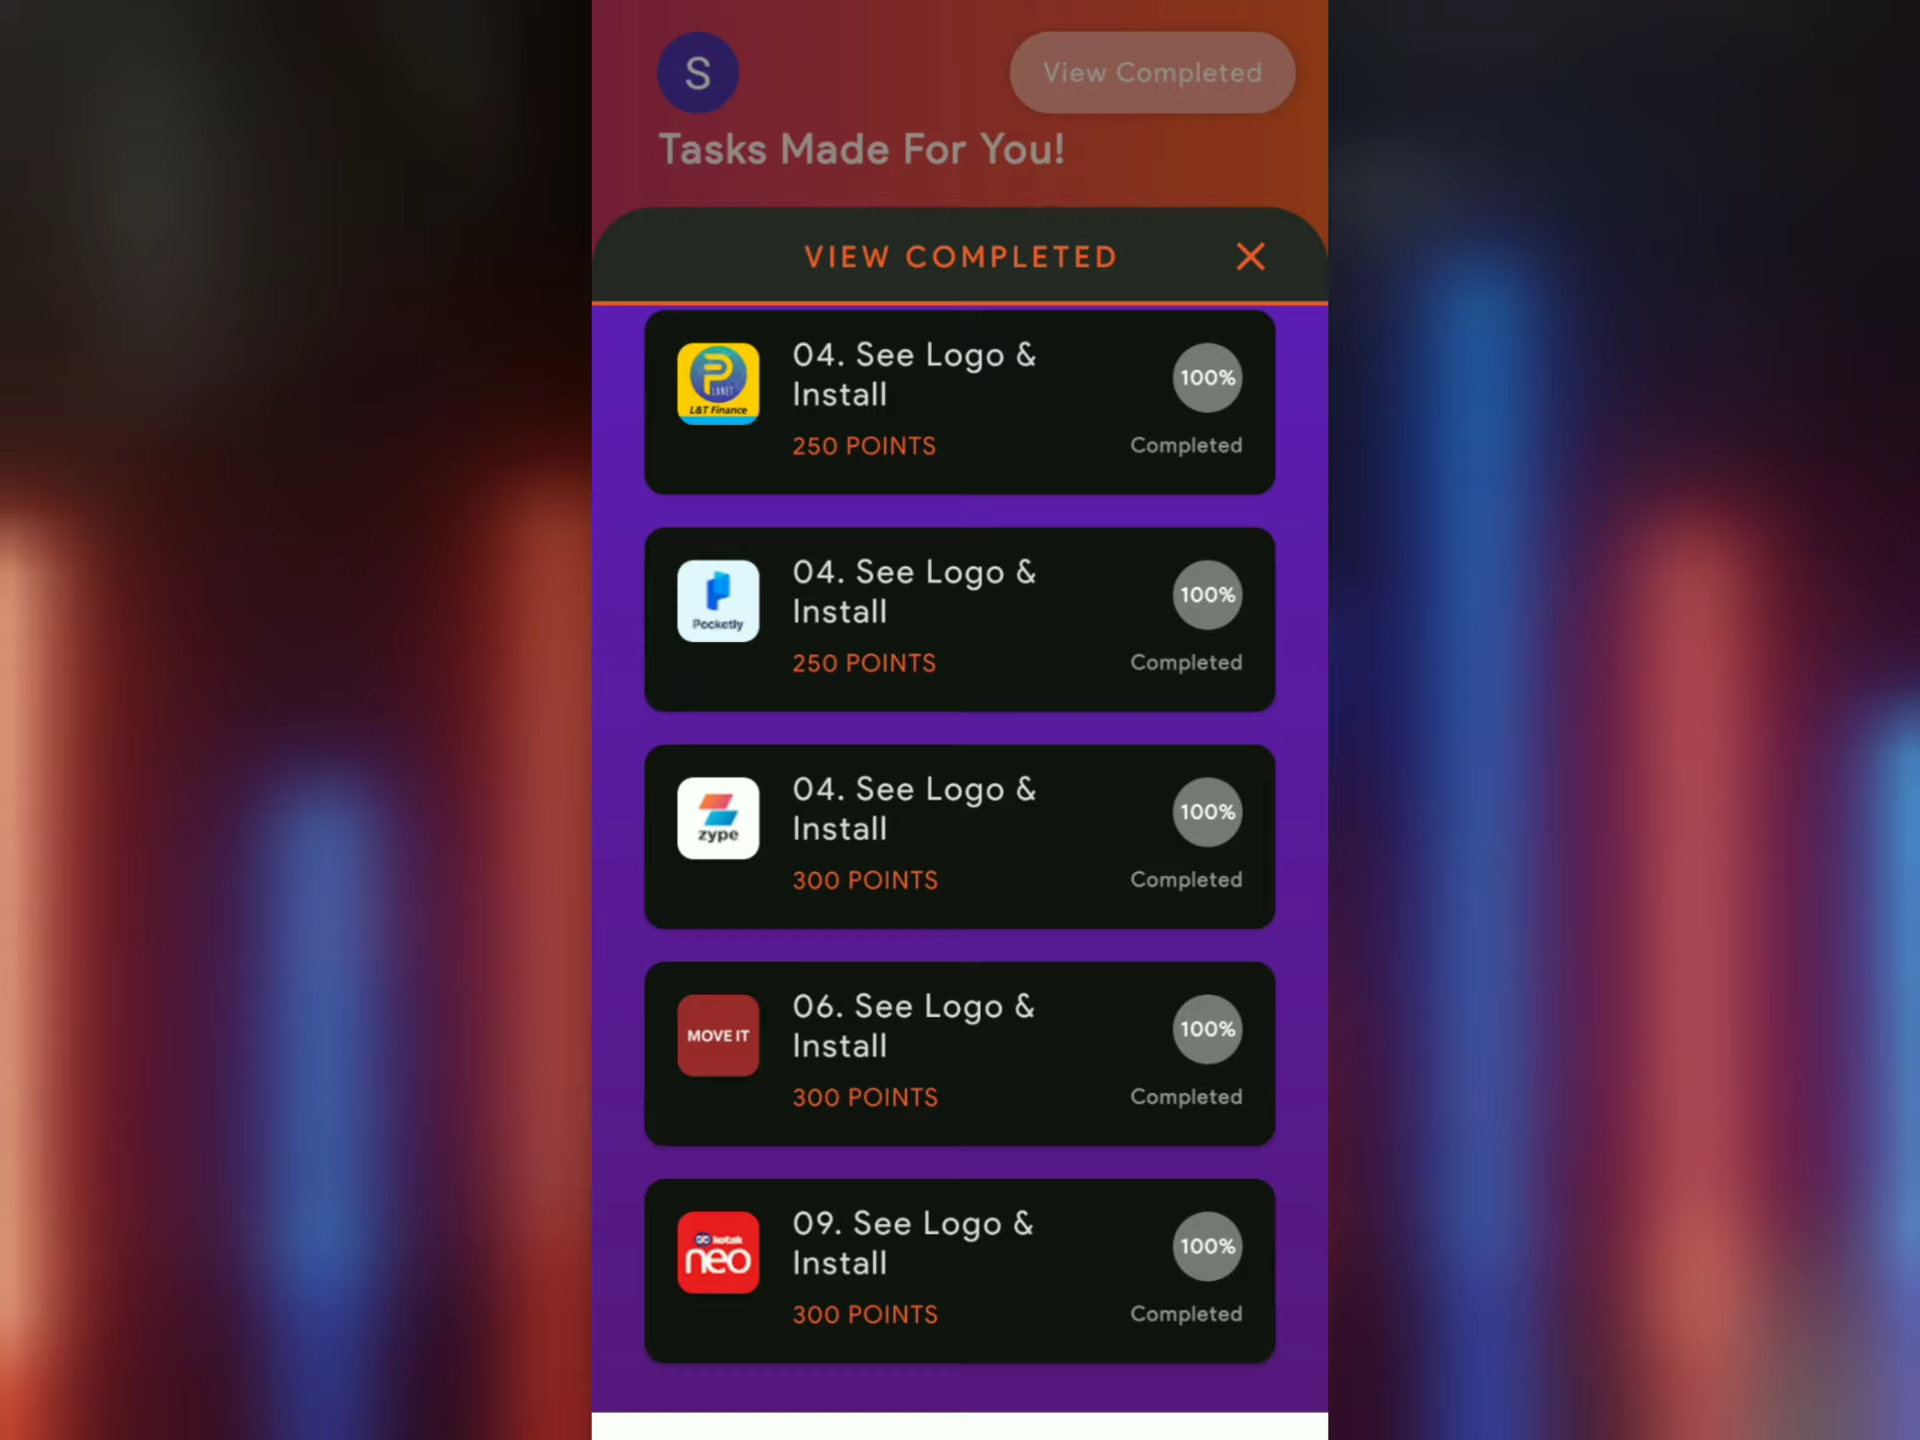 S
View Completed
Tasks Made For You!
VIEW COMPLETED
04. See Logo &
Install
100%
P
LANET
L&T Finance
250 POINTS
Completed
04. See Logo &
Install
100%
Pocketly
250 POINTS
Completed
04. See Logo &
Install
100%
zype
300 POINTS
Completed
06. See Logo &
Install
100%
MOVE IT
300 POINTS
Completed
09. See Logo &
Install
100%
kotak
neo
300 POINTS
Completed